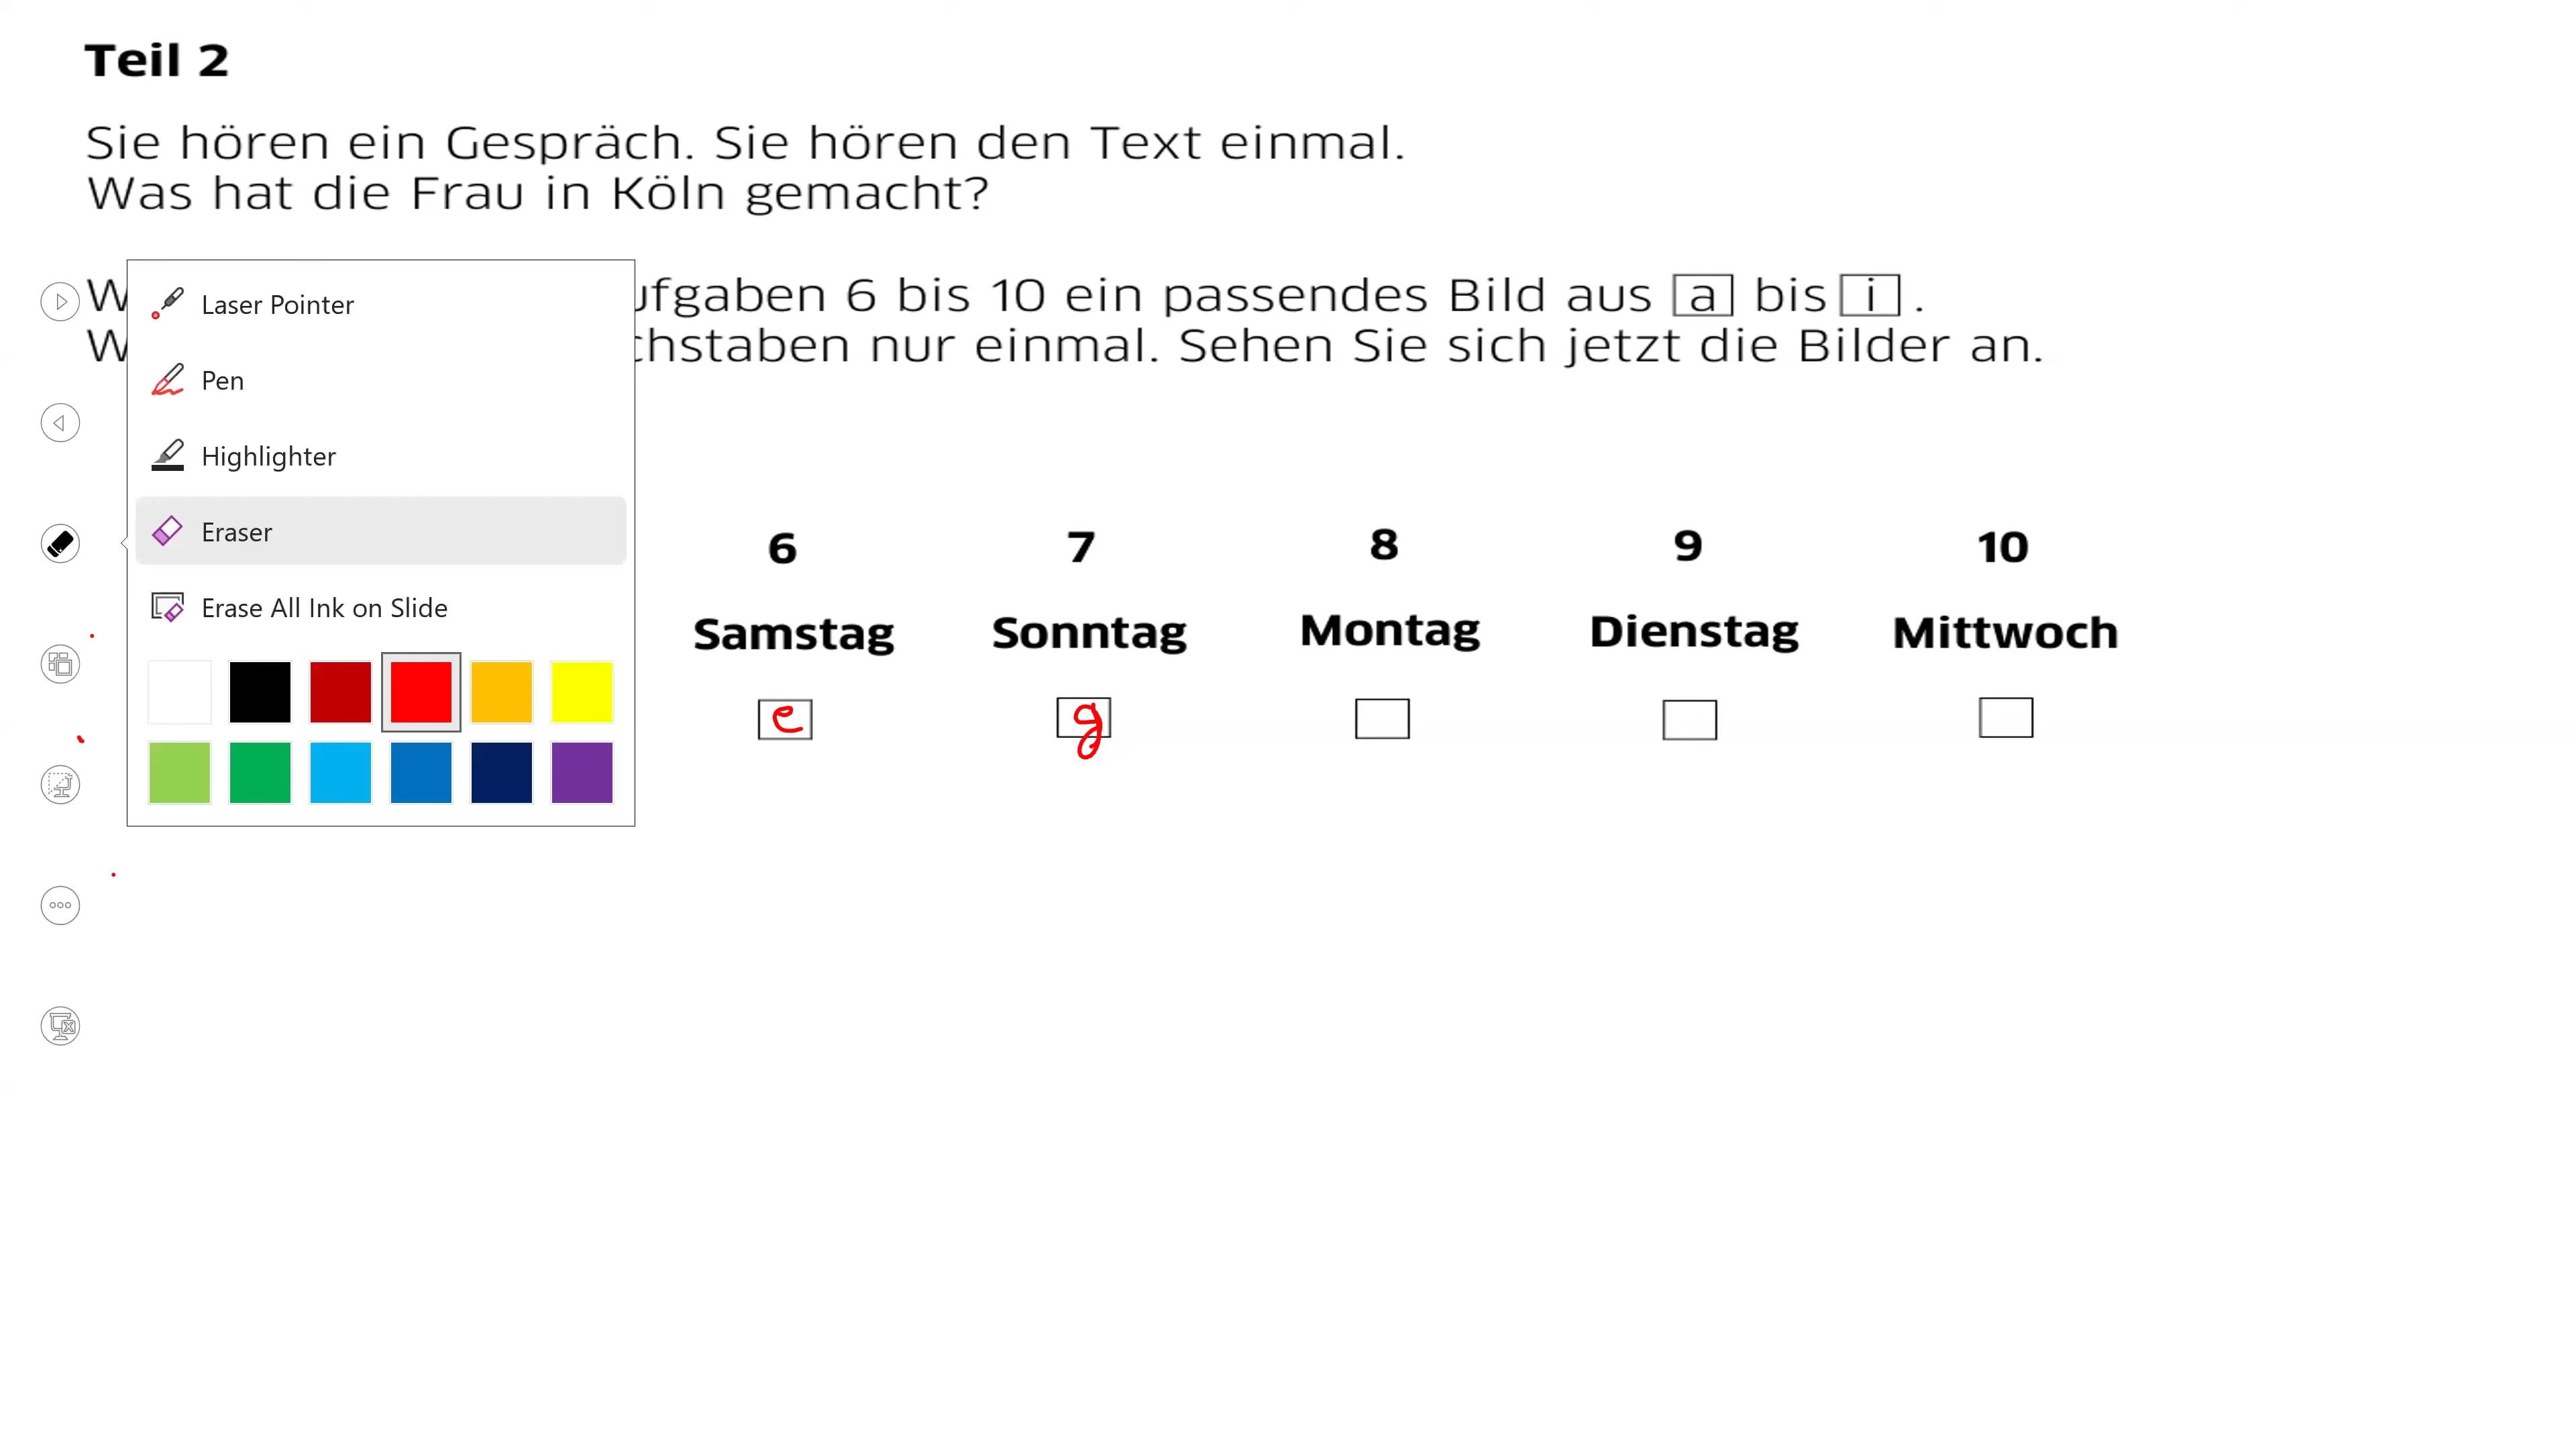 Teil 2
Sie hören ein Gespräch. Sie hören den Text einmal.
Was hat die Frau in Köln gemacht?
ufgaben 6 bis 10 ein passendes Bild aus a bis i .
chstaben nur einmal. Sehen Sie sich jetzt die Bilder an.
Laser Pointer
Pen
Highlighter
Eraser
Erase All Ink on Slide
6 7 8 9 10
Samstag Sonntag Montag Dienstag Mittwoch
e g